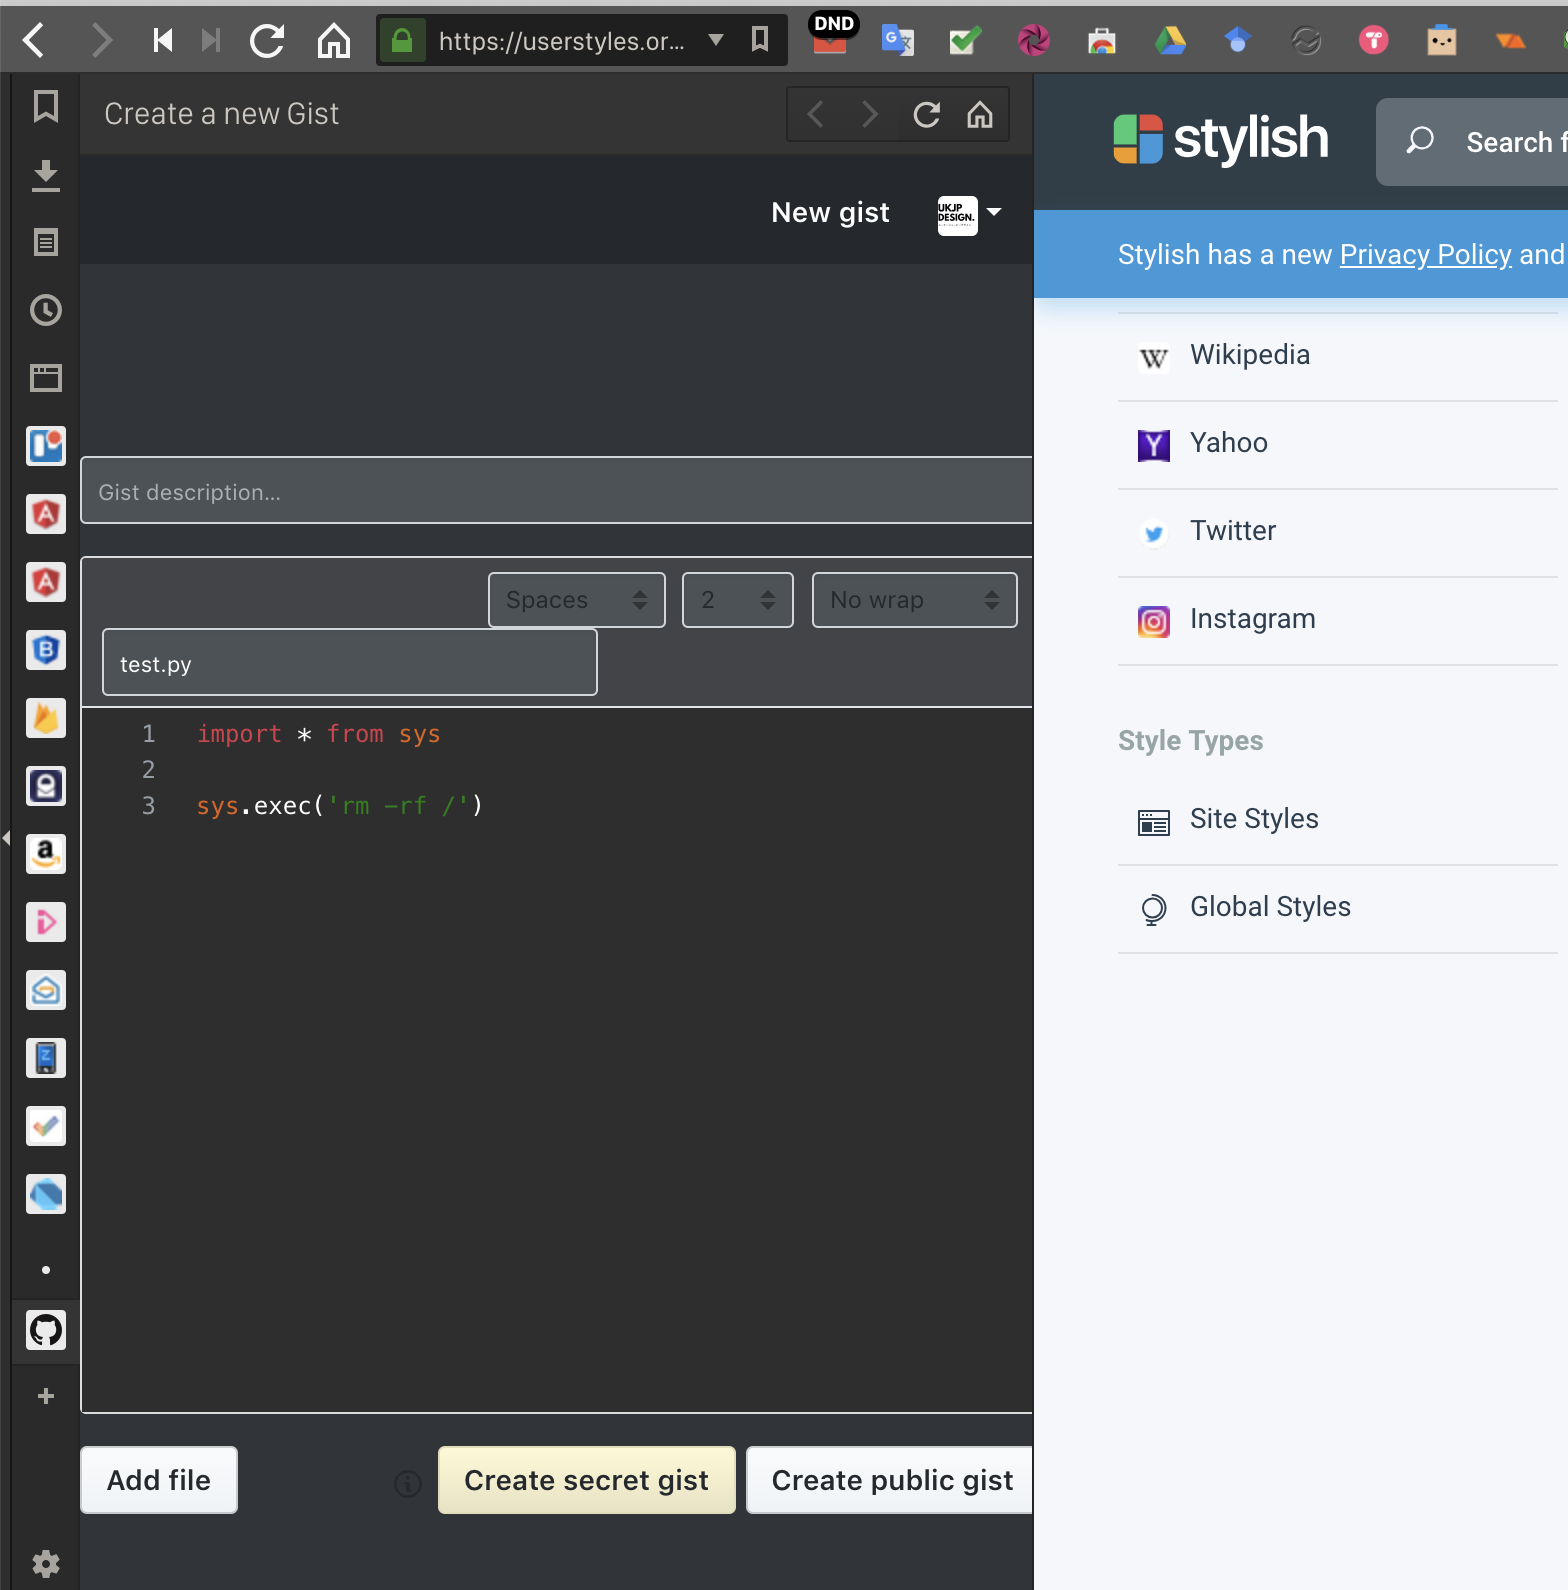 https://userstyles.or...
DND
Create a new Gist
New gist
UKJP
DESIGN.
Gist description...
Spaces
2
No wrap
test.py
1 import * from sys
2
3 sys.exec('rm -rf /')
Add file
Create secret gist
Create public gist
stylish
Search f
Stylish has a new Privacy Policy and
Wikipedia
Yahoo
Twitter
Instagram
Style Types
Site Styles
Global Styles